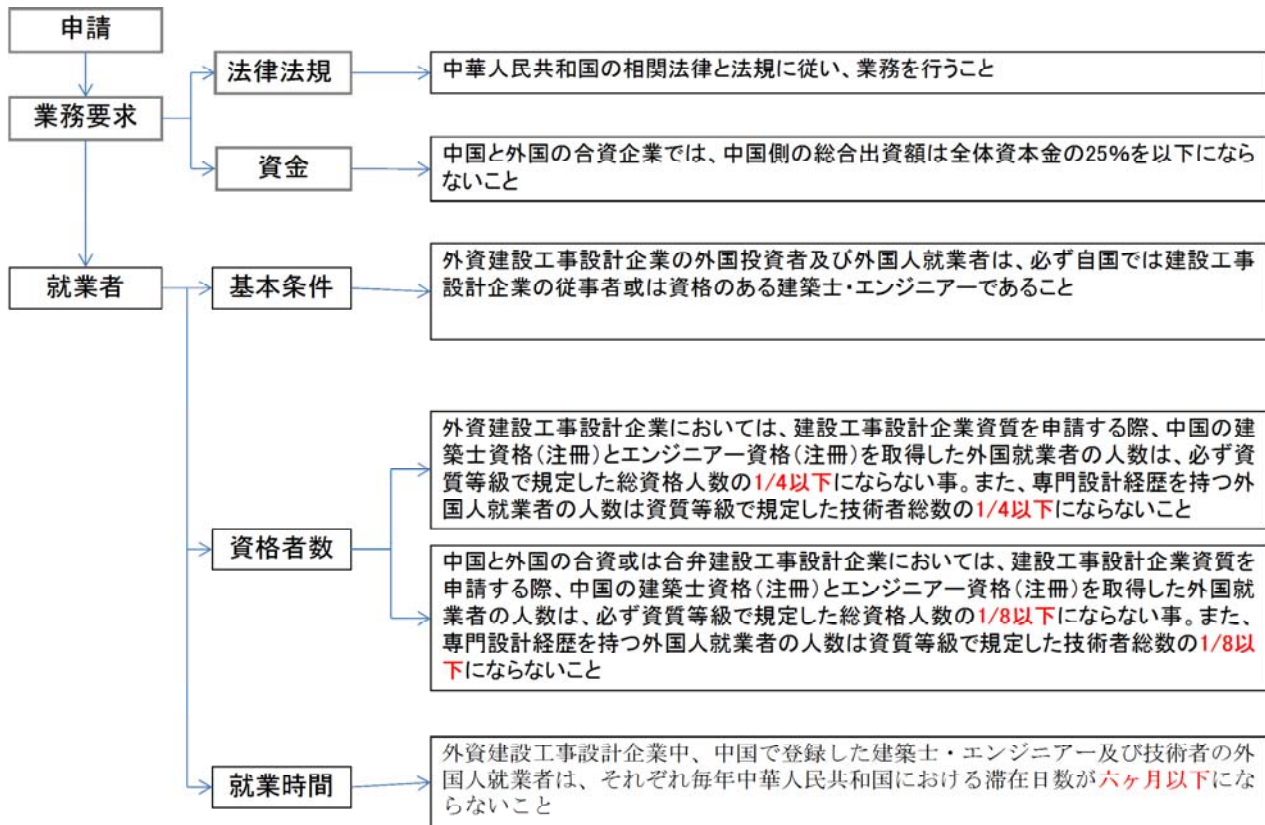 申請
業務要求
法律法規
中華人民共和国の相関法律と法規に従い、業務を行うこと
資金
中国と外国の合資企業では、中国側の総合出資額は全体資本金の25%を以下になら
ないこと
就業者
基本条件
外資建設工事設計企業の外国投資者及び外国人就業者は、必ず自国では建設工事
設計企業の従事者或は資格のある建築士・エンジニアーであること
資格者数
外資建設工事設計企業においては、建設工事設計企業資質を申請する際、中国の建
築士資格（注冊）とエンジニアー資格（注冊）を取得した外国就業者の人数は、必ず資
質等級で規定した総資格人数の1/4以下にならない事。また、専門設計経歴を持つ外
国人就業者の人数は資質等級で規定した技術者総数の1/4以下にならないこと
中国と外国の合資或は合弁建設工事設計企業においては、建設工事設計企業資質を
申請する際、中国の建築士資格（注冊）とエンジニアー資格（注冊）を取得した外国就
業者の人数は、必ず資質等級で規定した総資格人数の1/8以下にならない事。また、
専門設計経歴を持つ外国人就業者の人数は資質等級で規定した技術者総数の1/8以
下にならないこと
就業時間
外資建設工事設計企業中、中国で登録した建築士・エンジニアー及び技術者の外
国人就業者は、それぞれ毎年中華人民共和国における滞在日数が六ヶ月以下にな
らないこと